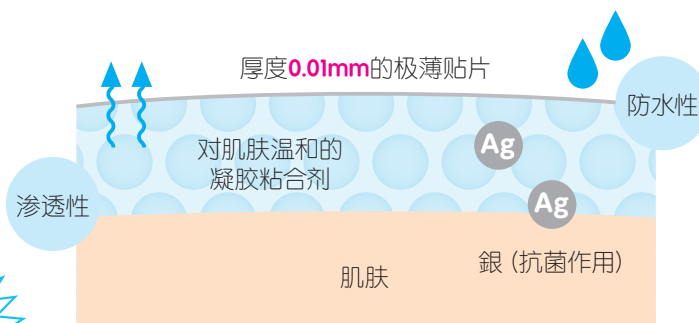 厚度0.01mm的极薄贴片
防水性
对肌肤温和的
凝胶粘合剂
Ag
Ag
渗透性
銀（抗菌作用）
肌肤